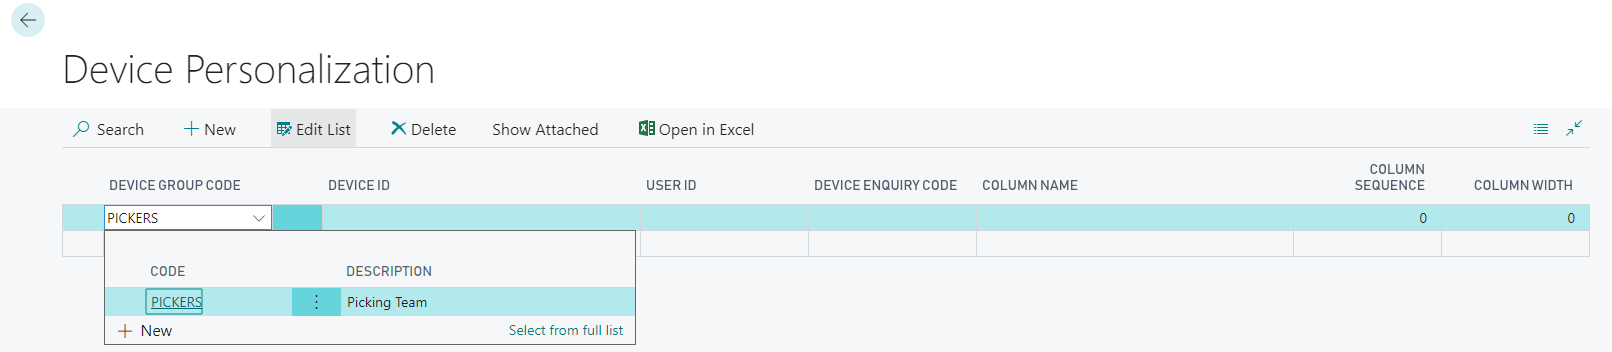 Device Personalization
Search New Edit List Delete Show Attached Open in Excel
DEVICE GROUP CODE DEVICE ID USER ID DEVICE ENQUIRY CODE COLUMN NAME COLUMN SEQUENCE COLUMN WIDTH
PICKERS 0 0
CODE DESCRIPTION
PICKERS Picking Team
New Select from full list